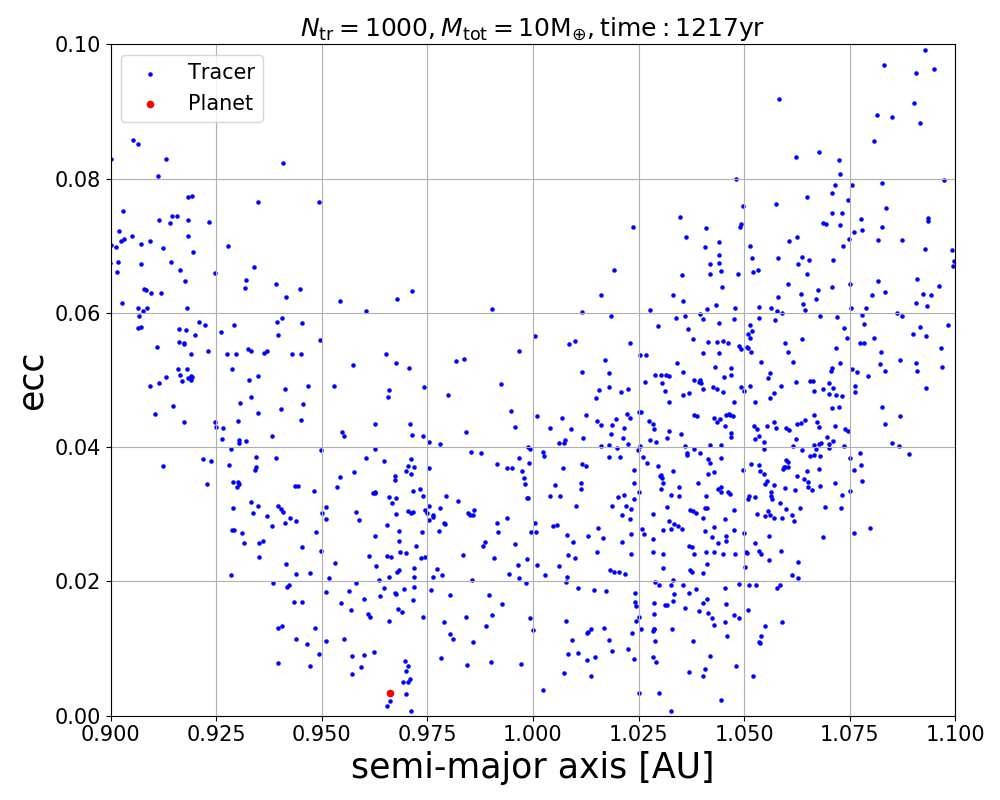 N_tr = 1000, M_tot = 10M_⊕, time : 1217yr
Tracer
Planet
0.10
0.08
0.06
0.04
0.02
0.00
ecc
0.900 0.925 0.950 0.975 1.000 1.025 1.050 1.075 1.100
semi-major axis [AU]